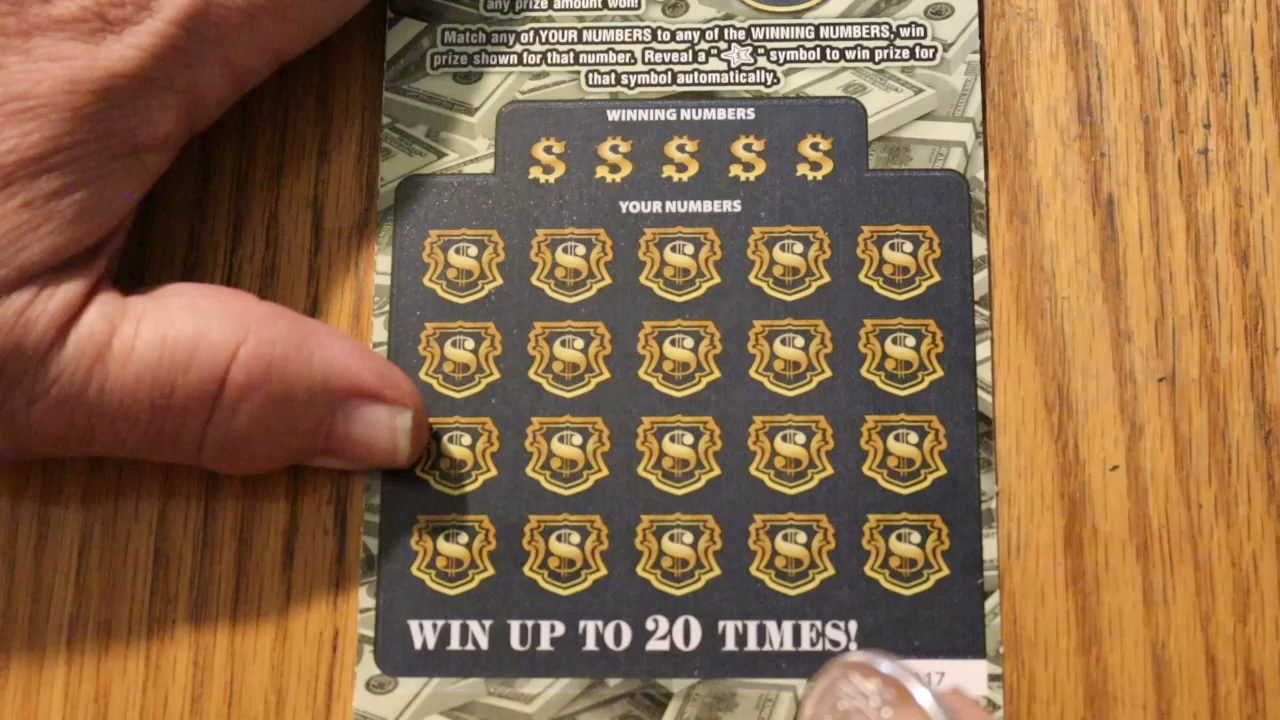 any prize amount won!
Match any of YOUR NUMBERS to any of the WINNING NUMBERS, win
prize shown for that number. Reveal a " " symbol to win prize for
that symbol automatically.
WINNING NUMBERS
$ $ $ $ $
YOUR NUMBERS
$ $ $ $ $
$ $ $ $ $
$ $ $ $ $
$ $ $ $ $
WIN UP TO 20 TIMES!
17